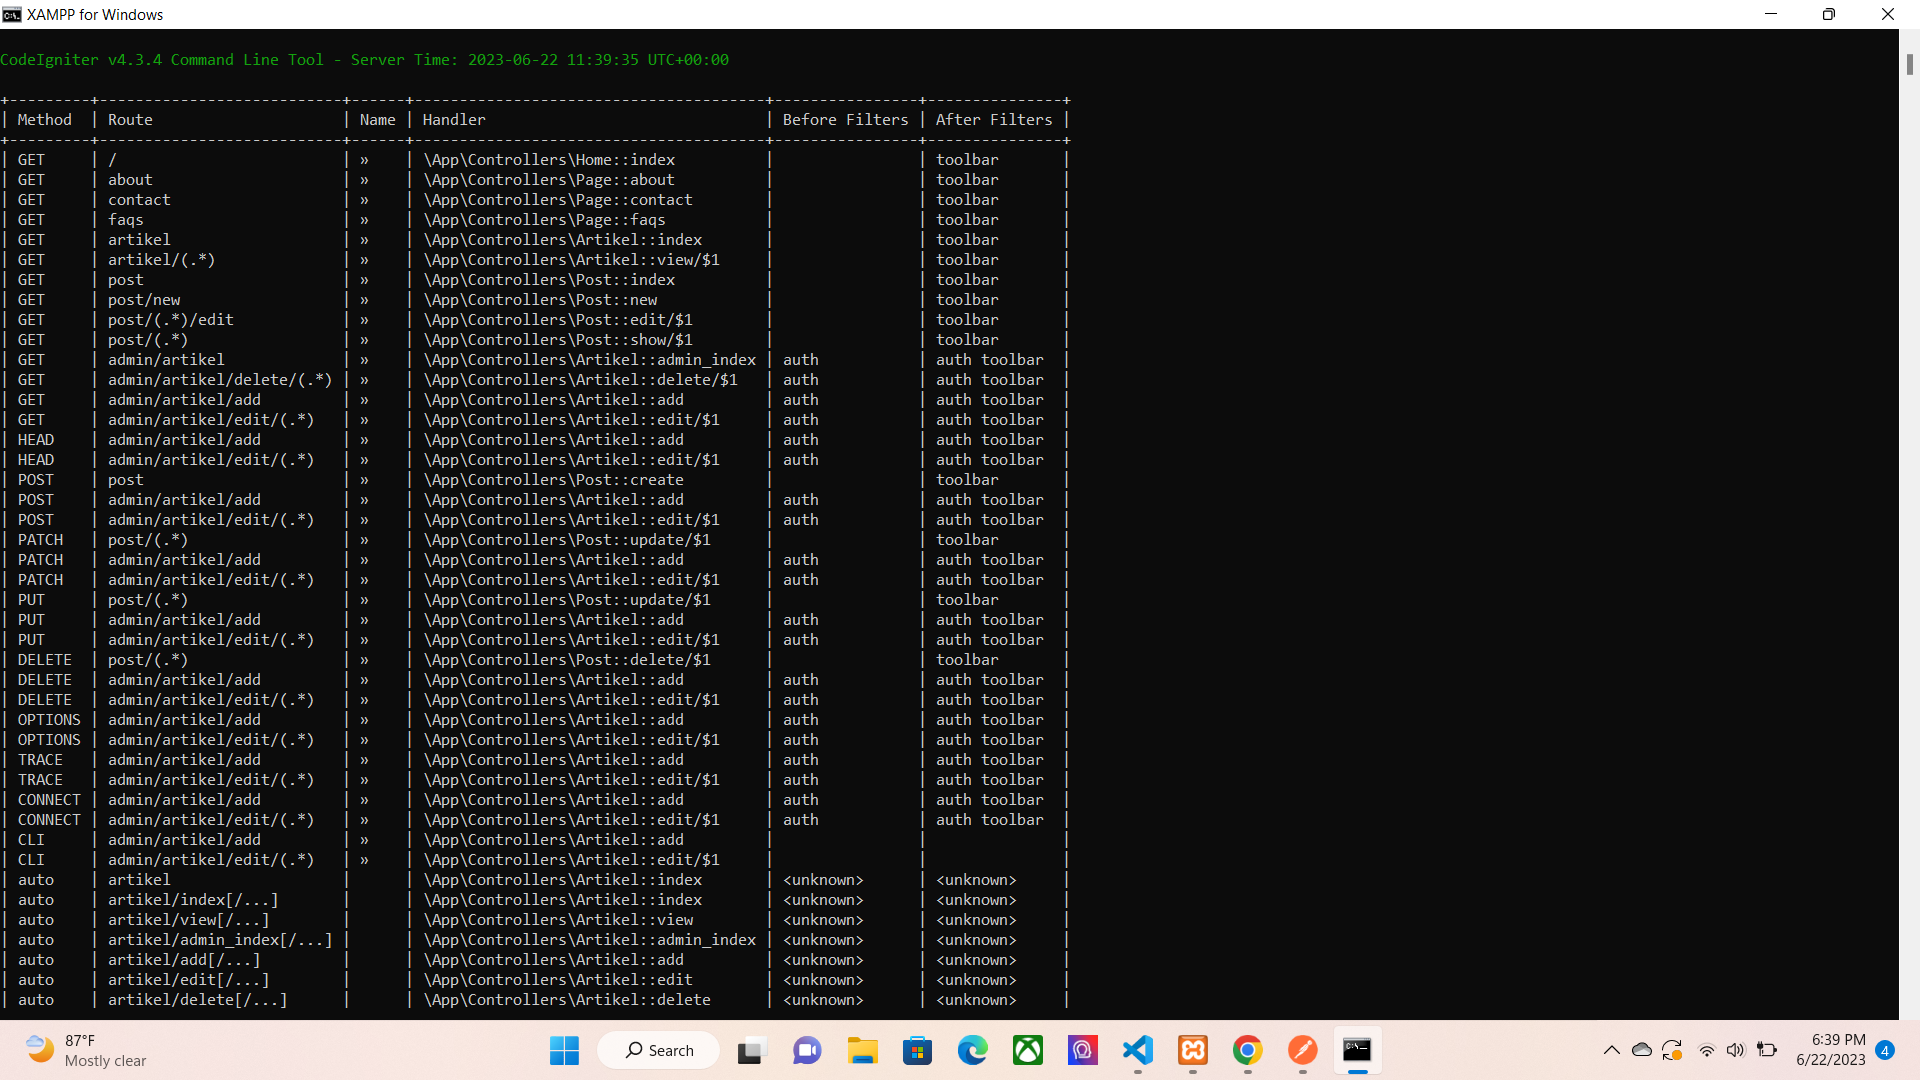 XAMPP for Windows
CodeIgniter v4.3.4 Command Line Tool - Server Time: 2023-06-22 11:39:35 UTC+00:00
+---------+---------------------------+------+---------------------------------------+----------------+---------------+
| Method | Route | Name | Handler | Before Filters | After Filters |
+---------+---------------------------+------+---------------------------------------+----------------+---------------+
| GET | / | » | \App\Controllers\Home::index | | toolbar |
| GET | about | » | \App\Controllers\Page::about | | toolbar |
| GET | contact | » | \App\Controllers\Page::contact | | toolbar |
| GET | faqs | » | \App\Controllers\Page::faqs | | toolbar |
| GET | artikel | » | \App\Controllers\Artikel::index | | toolbar |
| GET | artikel/(.*) | » | \App\Controllers\Artikel::view/$1 | | toolbar |
| GET | post | » | \App\Controllers\Post::index | | toolbar |
| GET | post/new | » | \App\Controllers\Post::new | | toolbar |
| GET | post/(.*)/edit | » | \App\Controllers\Post::edit/$1 | | toolbar |
| GET | post/(.*) | » | \App\Controllers\Post::show/$1 | | toolbar |
| GET | admin/artikel | » | \App\Controllers\Artikel::admin_index | auth | auth toolbar |
| GET | admin/artikel/delete/(.*) | » | \App\Controllers\Artikel::delete/$1 | auth | auth toolbar |
| GET | admin/artikel/add | » | \App\Controllers\Artikel::add | auth | auth toolbar |
| GET | admin/artikel/edit/(.*) | » | \App\Controllers\Artikel::edit/$1 | auth | auth toolbar |
| HEAD | admin/artikel/add | » | \App\Controllers\Artikel::add | auth | auth toolbar |
| HEAD | admin/artikel/edit/(.*) | » | \App\Controllers\Artikel::edit/$1 | auth | auth toolbar |
| POST | post | » | \App\Controllers\Post::create | | toolbar |
| POST | admin/artikel/add | » | \App\Controllers\Artikel::add | auth | auth toolbar |
| POST | admin/artikel/edit/(.*) | » | \App\Controllers\Artikel::edit/$1 | auth | auth toolbar |
| PATCH | post/(.*) | » | \App\Controllers\Post::update/$1 | | toolbar |
| PATCH | admin/artikel/add | » | \App\Controllers\Artikel::add | auth | auth toolbar |
| PATCH | admin/artikel/edit/(.*) | » | \App\Controllers\Artikel::edit/$1 | auth | auth toolbar |
| PUT | post/(.*) | » | \App\Controllers\Post::update/$1 | | toolbar |
| PUT | admin/artikel/add | » | \App\Controllers\Artikel::add | auth | auth toolbar |
| PUT | admin/artikel/edit/(.*) | » | \App\Controllers\Artikel::edit/$1 | auth | auth toolbar |
| DELETE | post/(.*) | » | \App\Controllers\Post::delete/$1 | | toolbar |
| DELETE | admin/artikel/add | » | \App\Controllers\Artikel::add | auth | auth toolbar |
| DELETE | admin/artikel/edit/(.*) | » | \App\Controllers\Artikel::edit/$1 | auth | auth toolbar |
| OPTIONS | admin/artikel/add | » | \App\Controllers\Artikel::add | auth | auth toolbar |
| OPTIONS | admin/artikel/edit/(.*) | » | \App\Controllers\Artikel::edit/$1 | auth | auth toolbar |
| TRACE | admin/artikel/add | » | \App\Controllers\Artikel::add | auth | auth toolbar |
| TRACE | admin/artikel/edit/(.*) | » | \App\Controllers\Artikel::edit/$1 | auth | auth toolbar |
| CONNECT | admin/artikel/add | » | \App\Controllers\Artikel::add | auth | auth toolbar |
| CONNECT | admin/artikel/edit/(.*) | » | \App\Controllers\Artikel::edit/$1 | auth | auth toolbar |
| CLI | admin/artikel/add | » | \App\Controllers\Artikel::add | | |
| CLI | admin/artikel/edit/(.*) | » | \App\Controllers\Artikel::edit/$1 | | |
| auto | artikel | | \App\Controllers\Artikel::index | <unknown> | <unknown> |
| auto | artikel/index[/...] | | \App\Controllers\Artikel::index | <unknown> | <unknown> |
| auto | artikel/view[/...] | | \App\Controllers\Artikel::view | <unknown> | <unknown> |
| auto | artikel/admin_index[/...] | | \App\Controllers\Artikel::admin_index | <unknown> | <unknown> |
| auto | artikel/add[/...] | | \App\Controllers\Artikel::add | <unknown> | <unknown> |
| auto | artikel/edit[/...] | | \App\Controllers\Artikel::edit | <unknown> | <unknown> |
| auto | artikel/delete[/...] | | \App\Controllers\Artikel::delete | <unknown> | <unknown> |
87°F
Mostly clear
Search
6:39 PM
6/22/2023
4